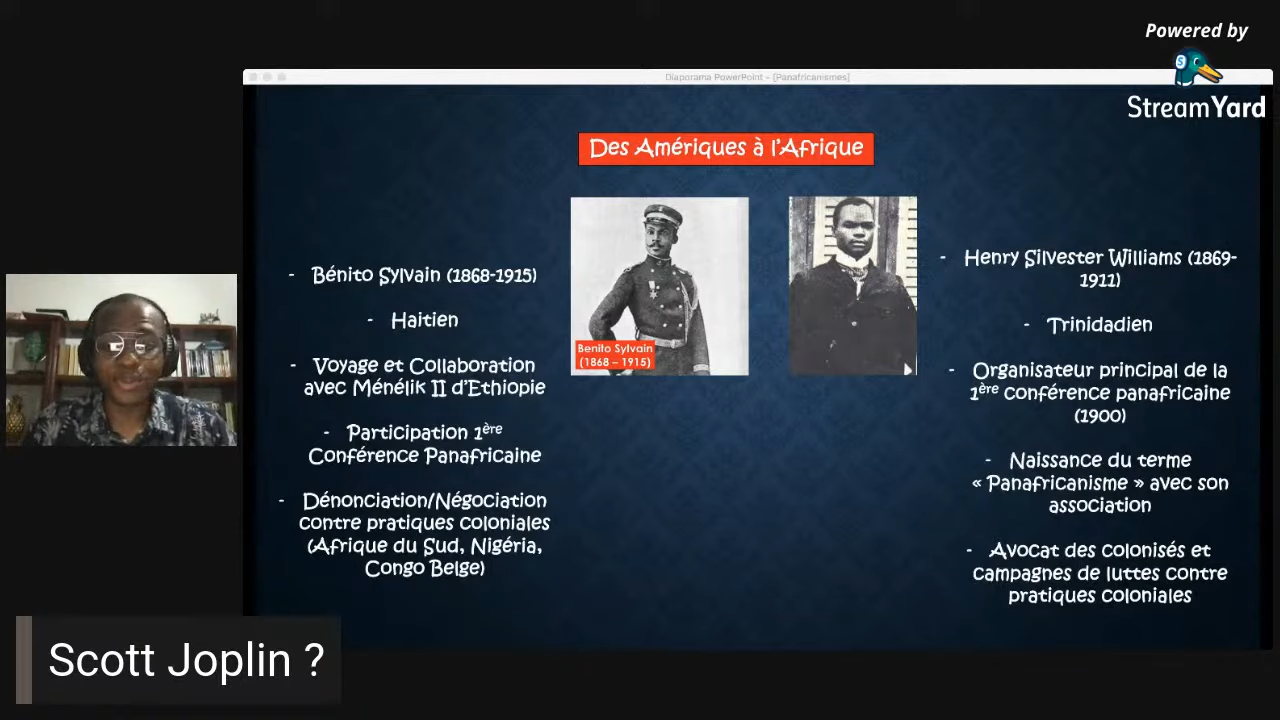 Powered by
StreamYard
Diaporama PowerPoint - [Panafricanismes]
Des Amériques à l'Afrique
- Bénito Sylvain (1868-1915)
- Haitien
- Voyage et Collaboration
avec Ménélik II d'Ethiopie
- Participation 1ère
Conférence Panafricaine
- Dénonciation/Négociation
contre pratiques coloniales
(Afrique du Sud, Nigéria,
Congo Belge)
Benito Sylvain
(1868 – 1915)
- Henry Silvester Williams (1869-
1911)
- Trinidadien
- Organisateur principal de la
1ère conférence panafricaine
(1900)
- Naissance du terme
« Panafricanisme » avec son
association
- Avocat des colonisés et
campagnes de luttes contre
pratiques coloniales
Scott Joplin ?